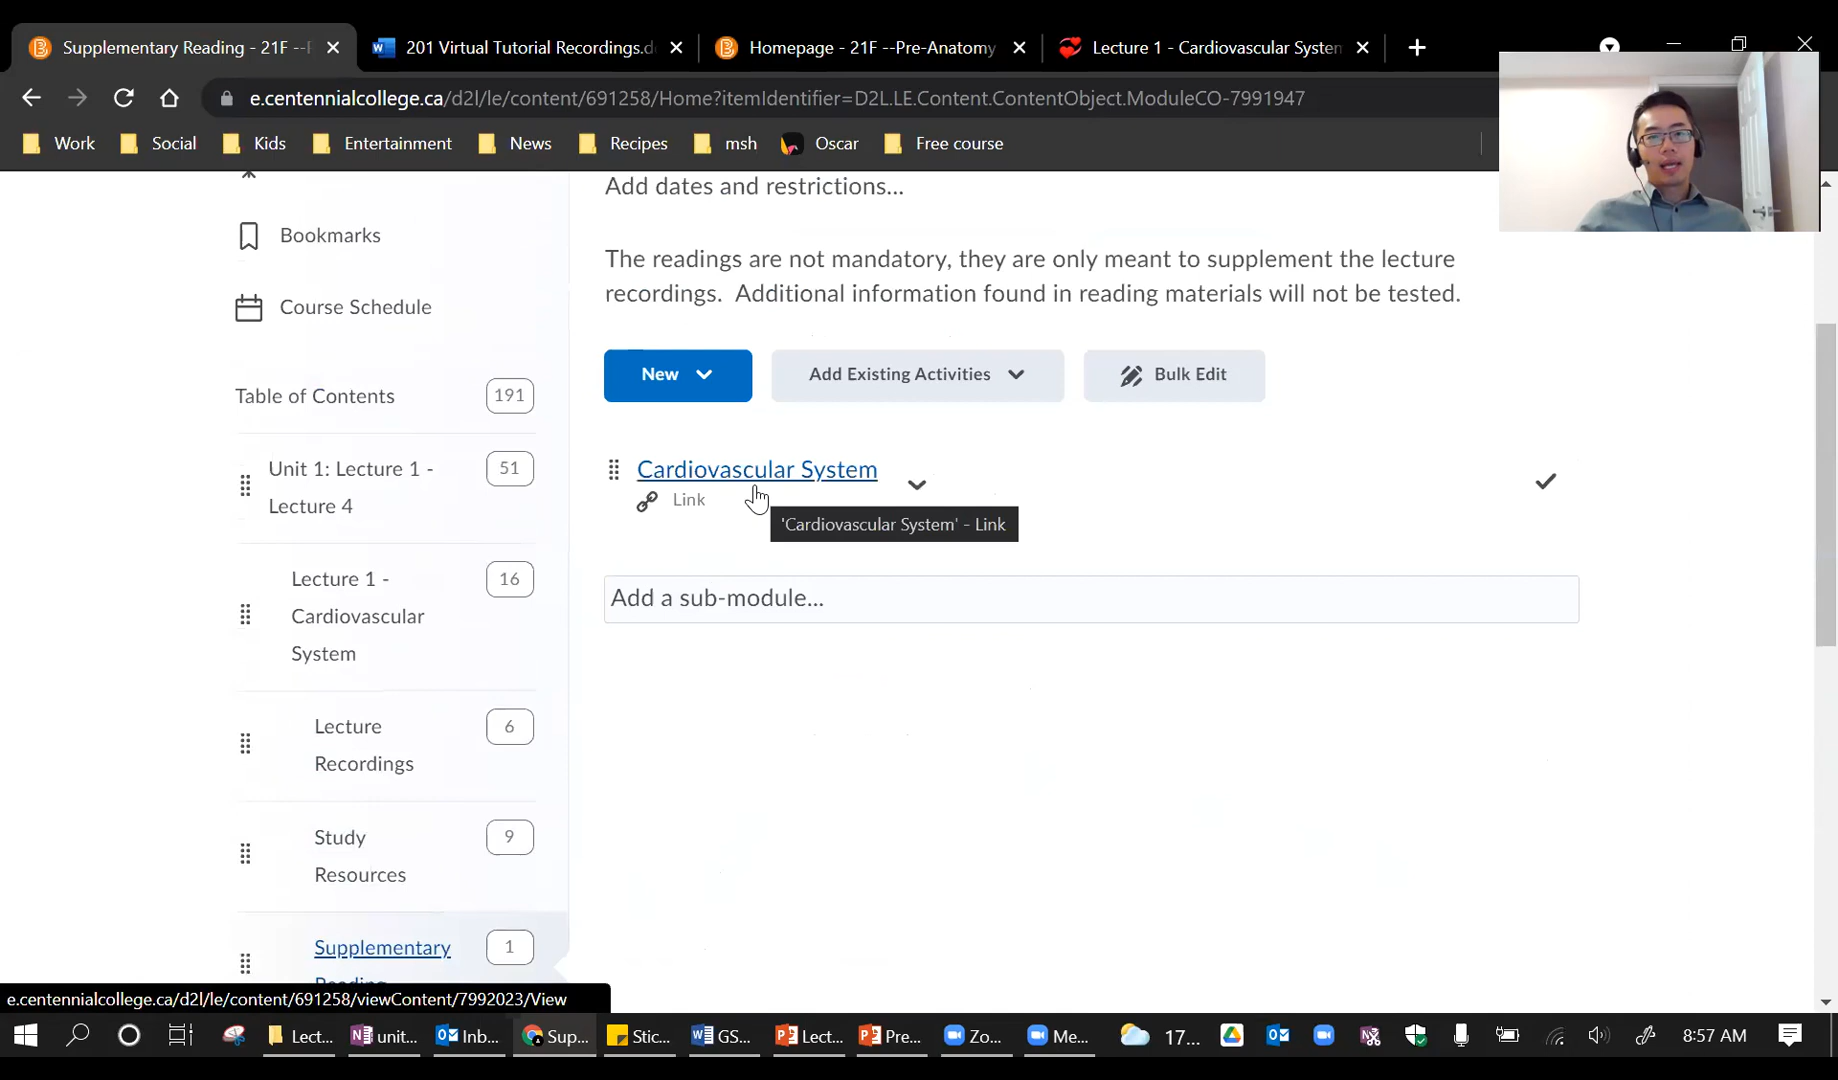 Supplementary Reading - 21F --
201 Virtual Tutorial Recordings.d
Homepage - 21F --Pre-Anatomy
Lecture 1 - Cardiovascular System
e.centennialcollege.ca/d2l/le/content/691258/Home?itemIdentifier=D2L.LE.Content.ContentObject.ModuleCO-7991947
Work
Social
Kids
Entertainment
News
Recipes
msh
Oscar
Free course
Bookmarks
Course Schedule
Table of Contents
191
Unit 1: Lecture 1 -
Lecture 4
51
Lecture 1 -
Cardiovascular
System
16
Lecture
Recordings
6
Study
Resources
9
Supplementary
Reading
1
Add dates and restrictions...
The readings are not mandatory, they are only meant to supplement the lecture
recordings.  Additional information found in reading materials will not be tested.
New
Add Existing Activities
Bulk Edit
Cardiovascular System
Link
'Cardiovascular System' - Link
Add a sub-module...
e.centennialcollege.ca/d2l/le/content/691258/viewContent/7992023/View
Lect...
unit...
Inb...
Sup...
Stic...
GS...
Lect...
Pre...
Zo...
Me...
17...
8:57 AM